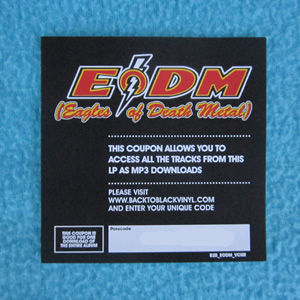 EODM
(Eagles of Death Metal)
THIS COUPON ALLOWS YOU TO
ACCESS ALL THE TRACKS FROM THIS
LP AS MP3 DOWNLOADS
PLEASE VISIT
WWW.BACKTOBLACKVINYL.COM
AND ENTER YOUR UNIQUE CODE
THIS COUPON IS
GOOD FOR ONE
DOWNLOAD OF
THE ENTIRE ALBUM
Passcode